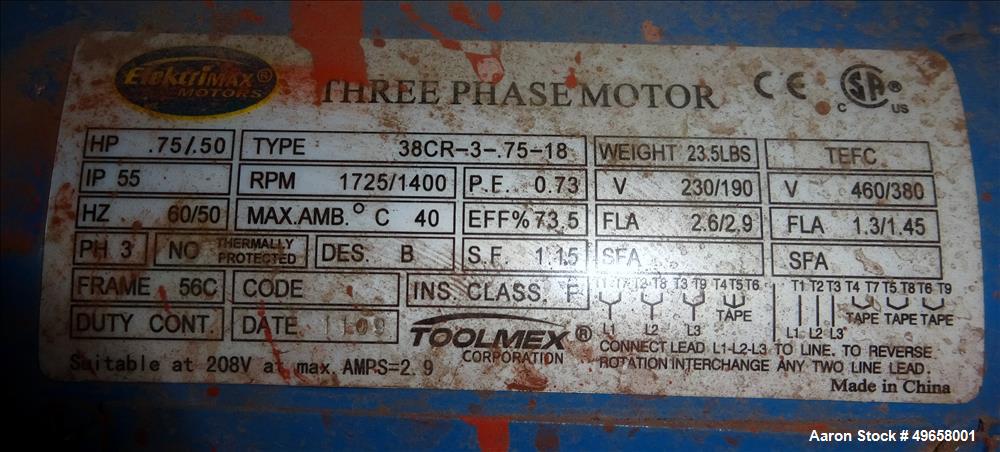 ElektriMAX® MOTORS
THREE PHASE MOTOR
CE
C SA® US
HP .75/.50
TYPE 38CR-3-.75-18
WEIGHT 23.5LBS
TEFC
IP 55
RPM 1725/1400
P.F. 0.73
V 230/190
V 460/380
HZ 60/50
MAX.AMB.°C 40
EFF% 73.5
FLA 2.6/2.9
FLA 1.3/1.45
PH 3
NO THERMALLY PROTECTED
DES. B
S.F. 1.15
SFA
SFA
FRAME 56C
CODE
INS. CLASS. F
T1 T7 T2 T8 T3 T9 T4 T5 T6
TAPE
L1 L2 L3
T1 T2 T3 T4 T7 T5 T8 T6 T9
TAPE TAPE TAPE
L1 L2 L3
DUTY CONT.
DATE 1109
TOOLMEX®
CORPORATION
CONNECT LEAD L1-L2-L3 TO LINE. TO REVERSE
ROTATION INTERCHANGE ANY TWO LINE LEAD.
Suitable at 208V at max. AMPS=2.9
Made in China
Aaron Stock # 49658001